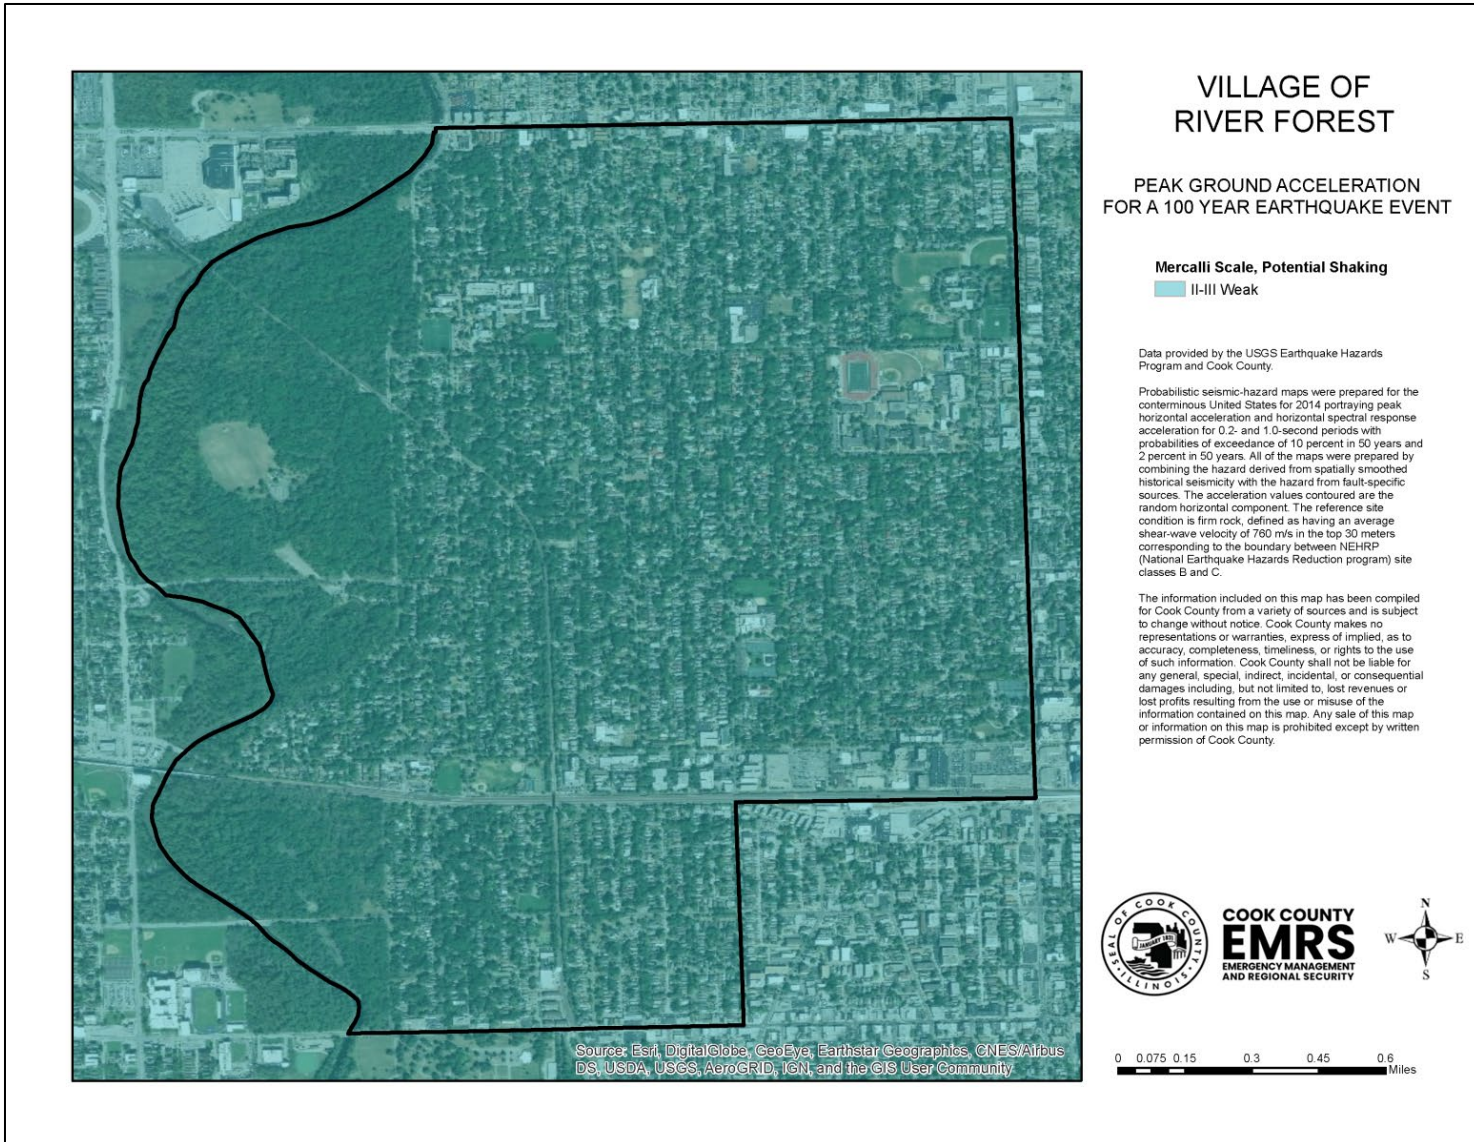 VILLAGE OF
RIVER FOREST
PEAK GROUND ACCELERATION
FOR A 100 YEAR EARTHQUAKE EVENT
Mercalli Scale, Potential Shaking
II-III Weak
Data provided by the USGS Earthquake Hazards
Program and Cook County.
Probabilistic seismic-hazard maps were prepared for the
conterminous United States for 2014 portraying peak
horizontal acceleration and horizontal spectral response
acceleration for 0.2- and 1.0-second periods with
probabilities of exceedance of 10 percent in 50 years and
2 percent in 50 years. All of the maps were prepared by
combining the hazard derived from spatially smoothed
historical seismicity with the hazard from fault-specific
sources. The acceleration values contoured are the
random horizontal component. The reference site
condition is firm rock, defined as having an average
shear-wave velocity of 760 m/s in the top 30 meters
corresponding to the boundary between NEHRP
(National Earthquake Hazards Reduction program) site
classes B and C.
The information included on this map has been compiled
for Cook County from a variety of sources and is subject
to change without notice. Cook County makes no
representations or warranties, express of implied, as to
accuracy, completeness, timeliness, or rights to the use
of such information. Cook County shall not be liable for
any general, special, indirect, incidental, or consequential
damages including, but not limited to, lost revenues or
lost profits resulting from the use or misuse of the
information contained on this map. Any sale of this map
or information on this map is prohibited except by written
permission of Cook County.
SEAL OF COOK COUNTY
JANUARY 1831
ILLINOIS
COOK COUNTY
EMRS
EMERGENCY MANAGEMENT
AND REGIONAL SECURITY
N
W E
S
Source: Esri, DigitalGlobe, GeoEye, Earthstar Geographics, CNES/Airbus
DS, USDA, USGS, AeroGRID, IGN, and the GIS User Community
0 0.075 0.15 0.3 0.45 0.6
Miles